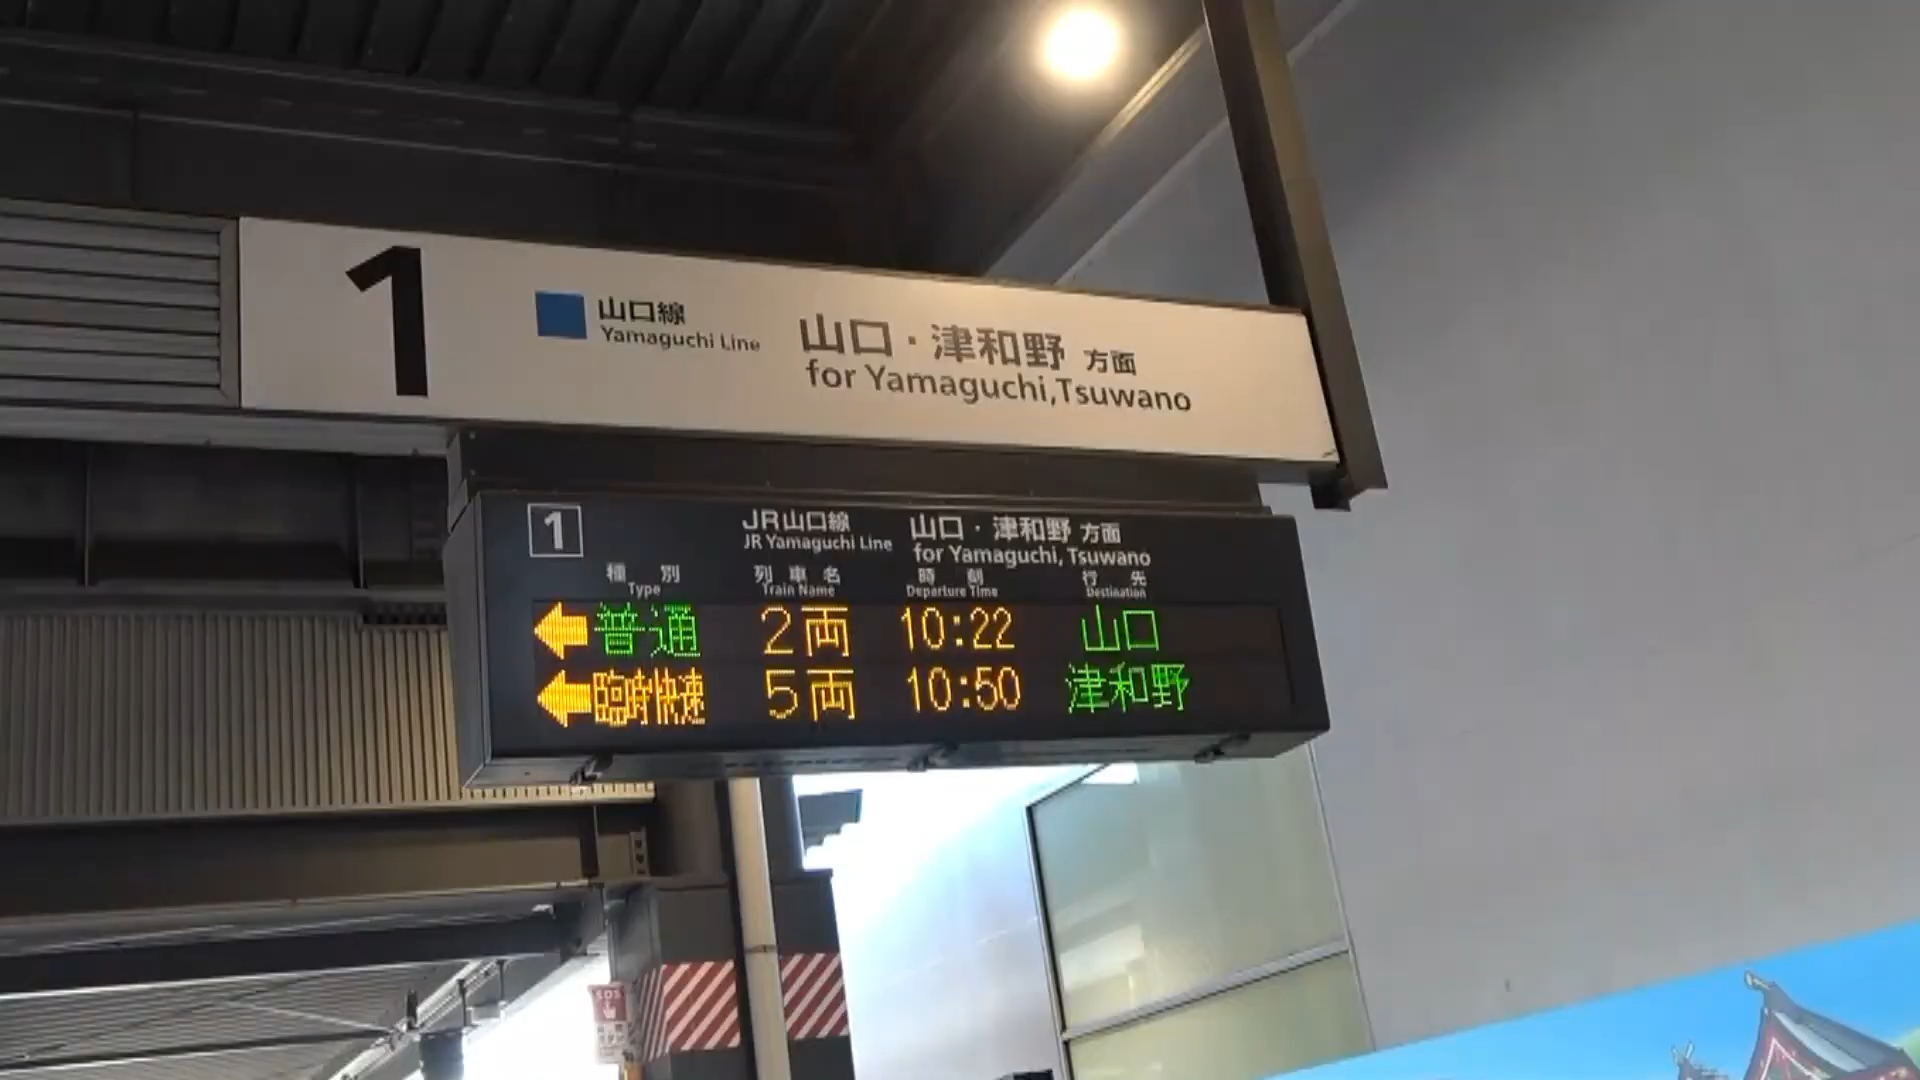 1
山口線
Yamaguchi Line
山口・津和野 方面
for Yamaguchi,Tsuwano
1
JR山口線
JR Yamaguchi Line
山口・津和野 方面
for Yamaguchi, Tsuwano
種別 列車名 時刻 行先
Type Train Name Departure Time Destination
普通 2両 10:22 山口
臨時快速 5両 10:50 津和野
SOS